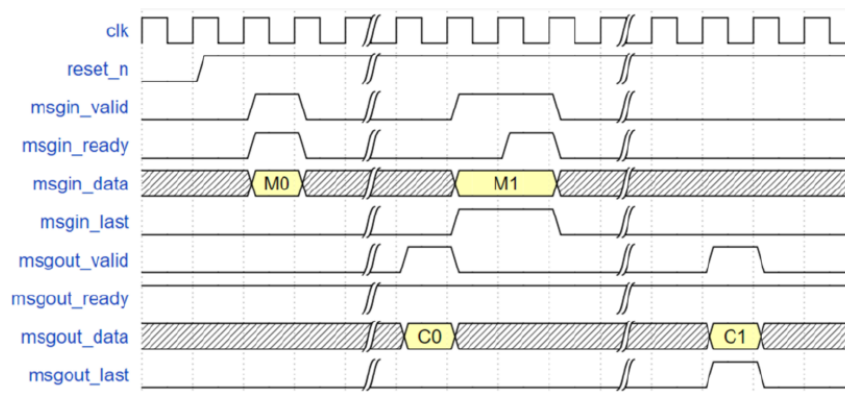 clk
reset_n
msgin_valid
msgin_ready
msgin_data M0 M1
msgin_last
msgout_valid
msgout_ready
msgout_data C0 C1
msgout_last